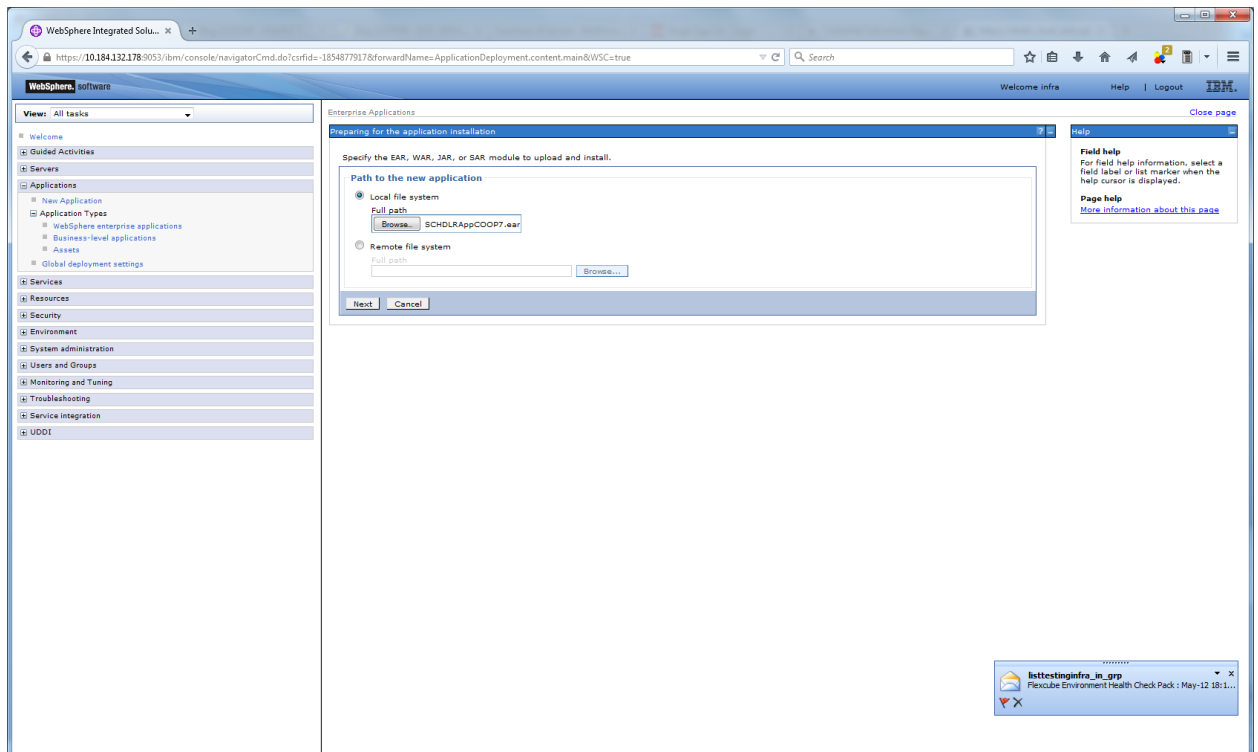 WebSphere Integrated Solu...
https://10.184.132.178:9053/ibm/console/navigatorCmd.do?csrfid=-1854877917&forwardName=ApplicationDeployment.content.main&WSC=true
Search
2
WebSphere. software
Welcome infra
Help | Logout
IBM.
View: All tasks
Welcome
Guided Activities
Servers
Applications
New Application
Application Types
WebSphere enterprise applications
Business-level applications
Assets
Global deployment settings
Services
Resources
Security
Environment
System administration
Users and Groups
Monitoring and Tuning
Troubleshooting
Service integration
UDDI
Enterprise Applications
Close page
Preparing for the application installation
?
Specify the EAR, WAR, JAR, or SAR module to upload and install.
Path to the new application
Local file system
Full path
Browse... SCHDLRAppCOOP7.ear
Remote file system
Full path
Browse...
Next Cancel
Help
Field help
For field help information, select a
field label or list marker when the
help cursor is displayed.
Page help
More information about this page
listtestinginfra_in_grp
Flexcube Environment Health Check Pack : May-12 18:1...